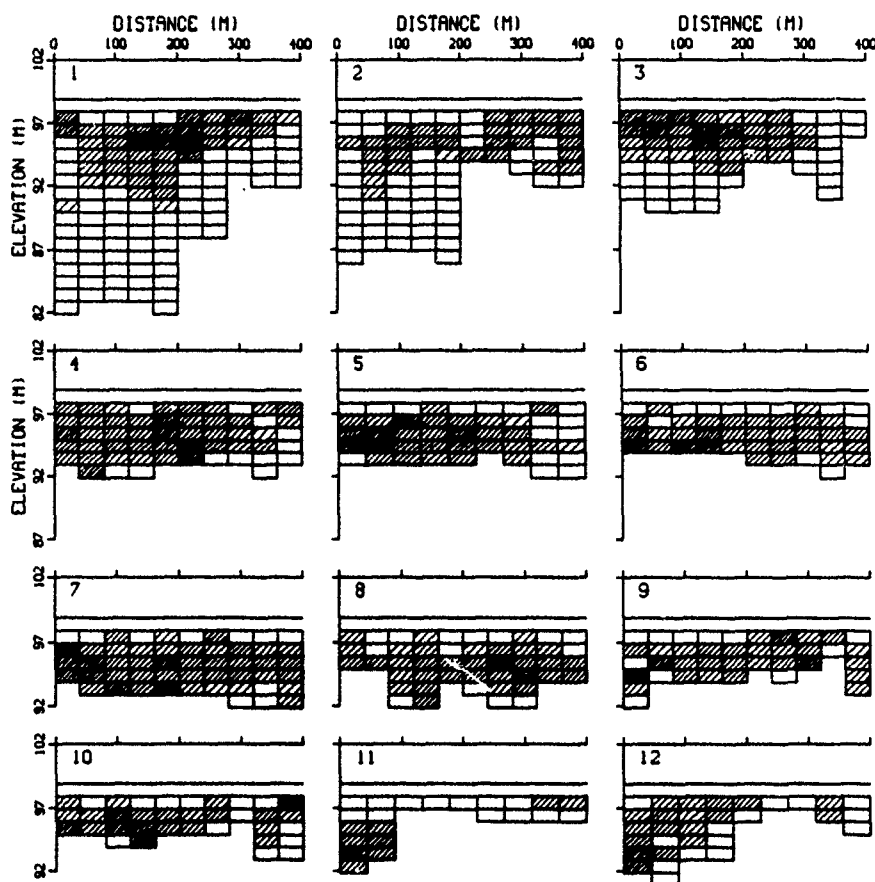 DISTANCE (M) DISTANCE (M) DISTANCE (M)
0 100 200 300 400 0 100 200 300 400 0 100 200 300 400
102 1 2 3
97
92
87
82
ELEVATION (M)
102 4 5 6
97
92
87
ELEVATION (M)
102 7 8 9
97
92
102 10 11 12
97
92